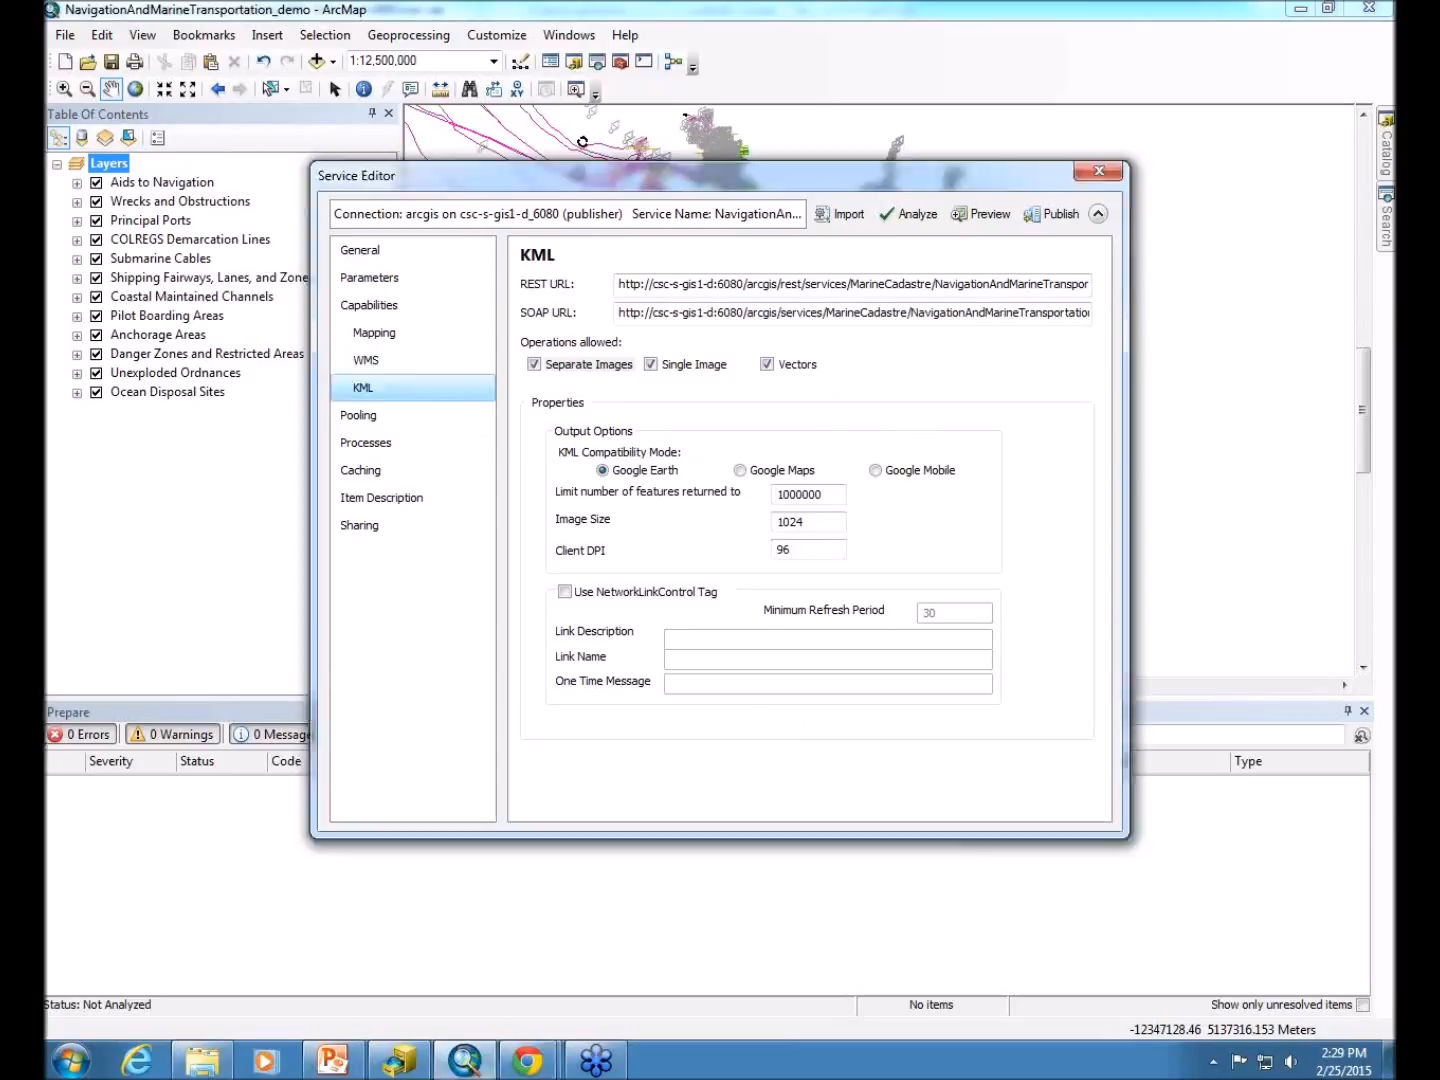 NavigationAndMarineTransportation_demo - ArcMap
File Edit View Bookmarks Insert Selection Geoprocessing Customize Windows Help
1:12,500,000
Table Of Contents
Layers
Aids to Navigation
Wrecks and Obstructions
Principal Ports
COLREGS Demarcation Lines
Submarine Cables
Shipping Fairways, Lanes, and Zone
Coastal Maintained Channels
Pilot Boarding Areas
Anchorage Areas
Danger Zones and Restricted Areas
Unexploded Ordnances
Ocean Disposal Sites
Catalog
Search
Service Editor
Connection: arcgis on csc-s-gis1-d_6080 (publisher) Service Name: NavigationAn... Import Analyze Preview Publish
General
Parameters
Capabilities
Mapping
WMS
KML
Pooling
Processes
Caching
Item Description
Sharing
KML
REST URL: http://csc-s-gis1-d:6080/arcgis/rest/services/MarineCadastre/NavigationAndMarineTranspor
SOAP URL: http://csc-s-gis1-d:6080/arcgis/services/MarineCadastre/NavigationAndMarineTransportatio
Operations allowed:
Separate Images Single Image Vectors
Properties
Output Options
KML Compatibility Mode:
Google Earth Google Maps Google Mobile
Limit number of features returned to 1000000
Image Size 1024
Client DPI 96
Use NetworkLinkControl Tag
Minimum Refresh Period 30
Link Description
Link Name
One Time Message
Prepare
0 Errors 0 Warnings 0 Message
Severity Status Code Type
Status: Not Analyzed No items Show only unresolved items
-12347128.46 5137316.153 Meters
2:29 PM
2/25/2015